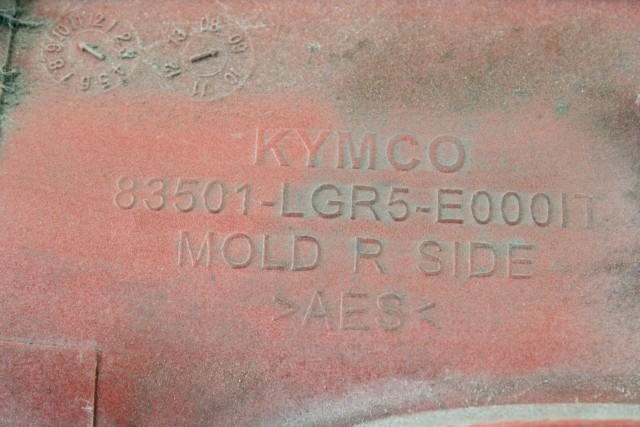 KYMCO
83501-LGR5-E000IT
MOLD R SIDE
>AES<